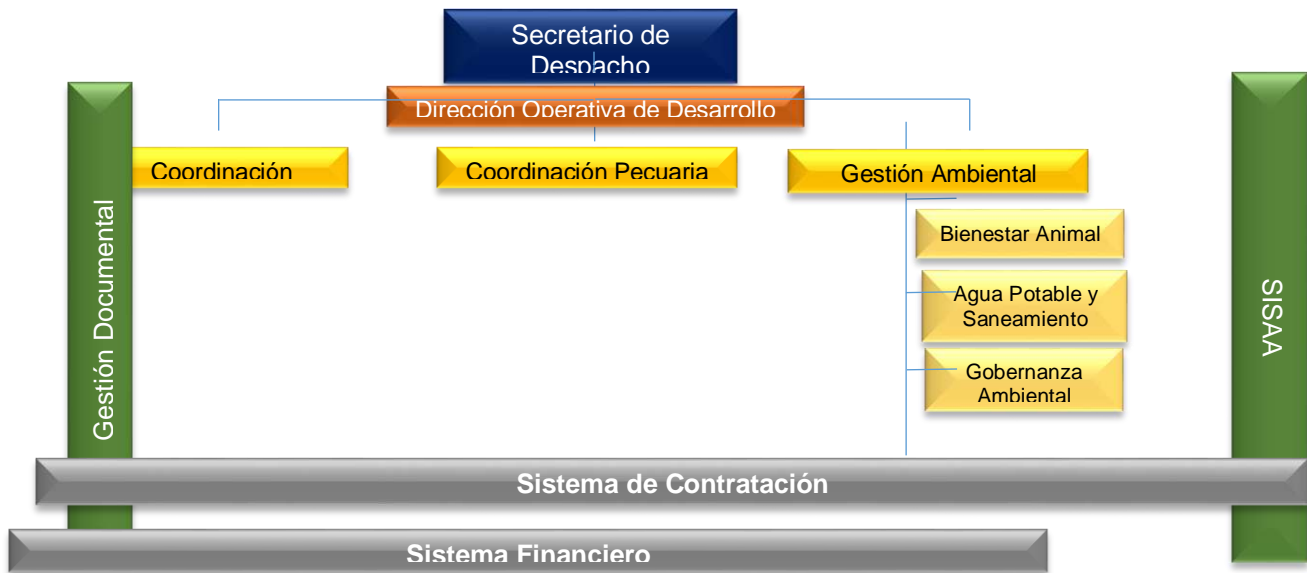 Secretario de
Despacho
Dirección Operativa de Desarrollo
Coordinación
Coordinación Pecuaria
Gestión Ambiental
Bienestar Animal
Agua Potable y
Saneamiento
Gobernanza
Ambiental
Gestión Documental
SISAA
Sistema de Contratación
Sistema Financiero